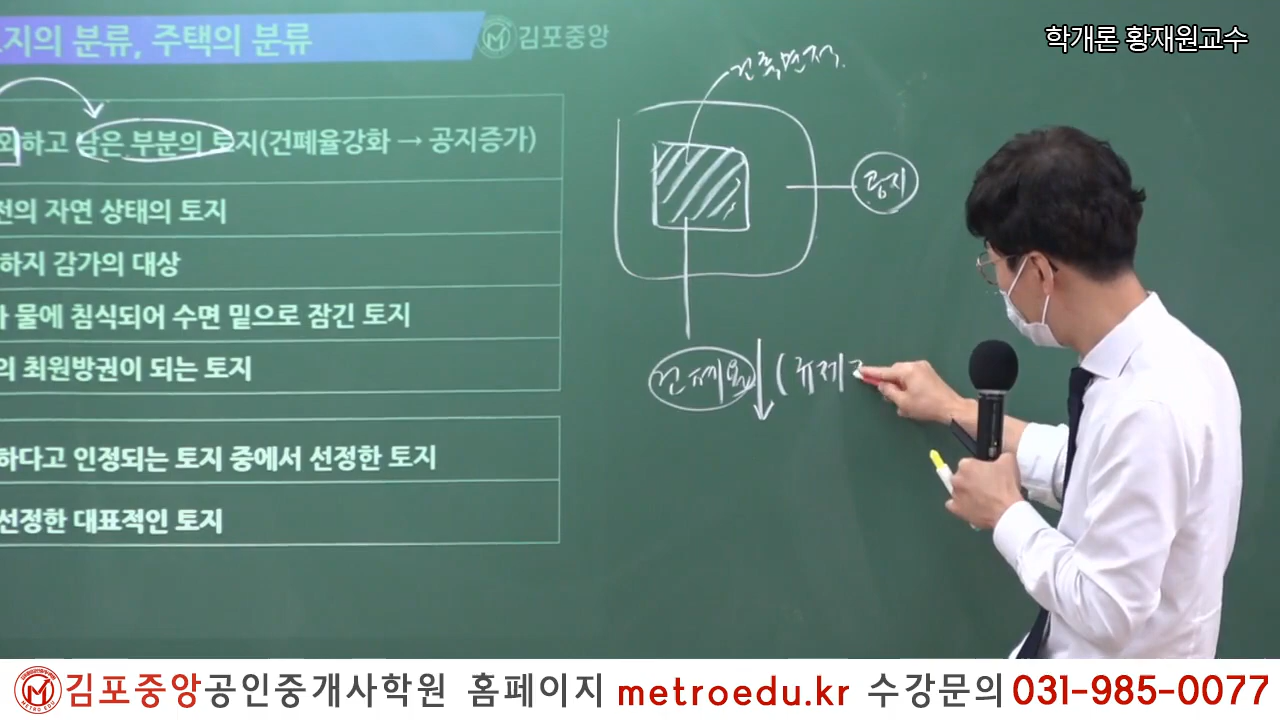 지의 분류, 주택의 분류
김포중앙
학개론 황재원교수
외하고 남은 부분의 토지(건폐율강화 → 공지증가)
전의 자연 상태의 토지
하지 감가의 대상
물에 침식되어 수면 밑으로 잠긴 토지
의 최원방권이 되는 토지
하다고 인정되는 토지 중에서 선정한 토지
선정한 대표적인 토지
건축면적.
공지
건폐율 ↓ (규제
김포중앙공인중개사학원 홈페이지 metroedu.kr 수강문의 031-985-0077
METRO EDU